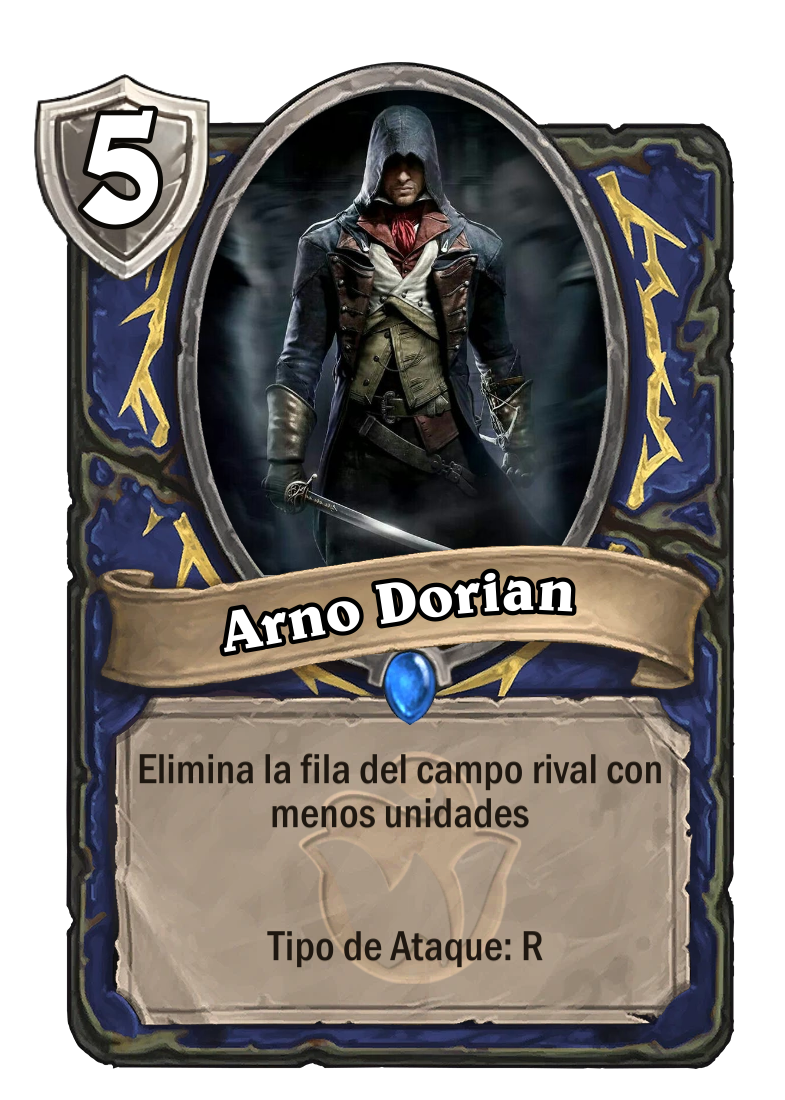 5
Arno Dorian
Elimina la fila del campo rival con
menos unidades
Tipo de Ataque: R